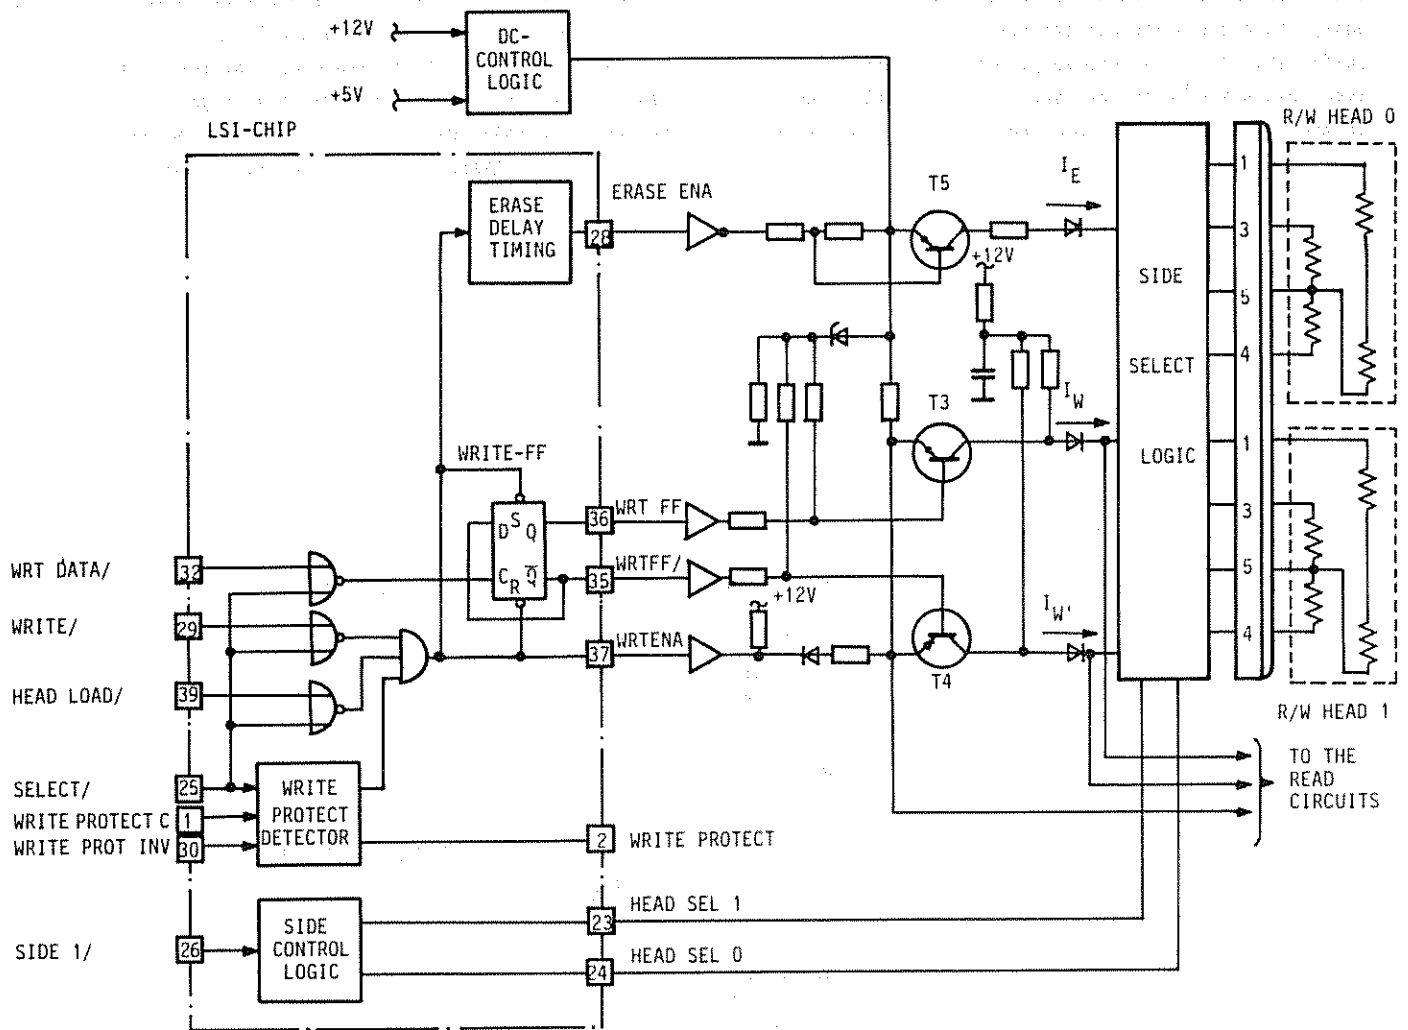 +12V
DC-
CONTROL
LOGIC
+5V
LSI-CHIP
R/W HEAD 0
ERASE
DELAY
TIMING
28
ERASE ENA
T5
I E
+12V
SIDE
SELECT
LOGIC
1
3
5
4
1
3
5
4
WRITE-FF
T3
I W
D S Q
C R Q
36
WRT FF
35
WRTFF/
+12V
37
WRTENA
T4
I W'
WRT DATA/
32
WRITE/
29
HEAD LOAD/
39
SELECT/
25
WRITE PROTECT C
1
WRITE PROT INV
30
WRITE
PROTECT
DETECTOR
2
WRITE PROTECT
R/W HEAD 1
TO THE
READ
CIRCUITS
SIDE 1/
26
SIDE
CONTROL
LOGIC
23
HEAD SEL 1
24
HEAD SEL 0